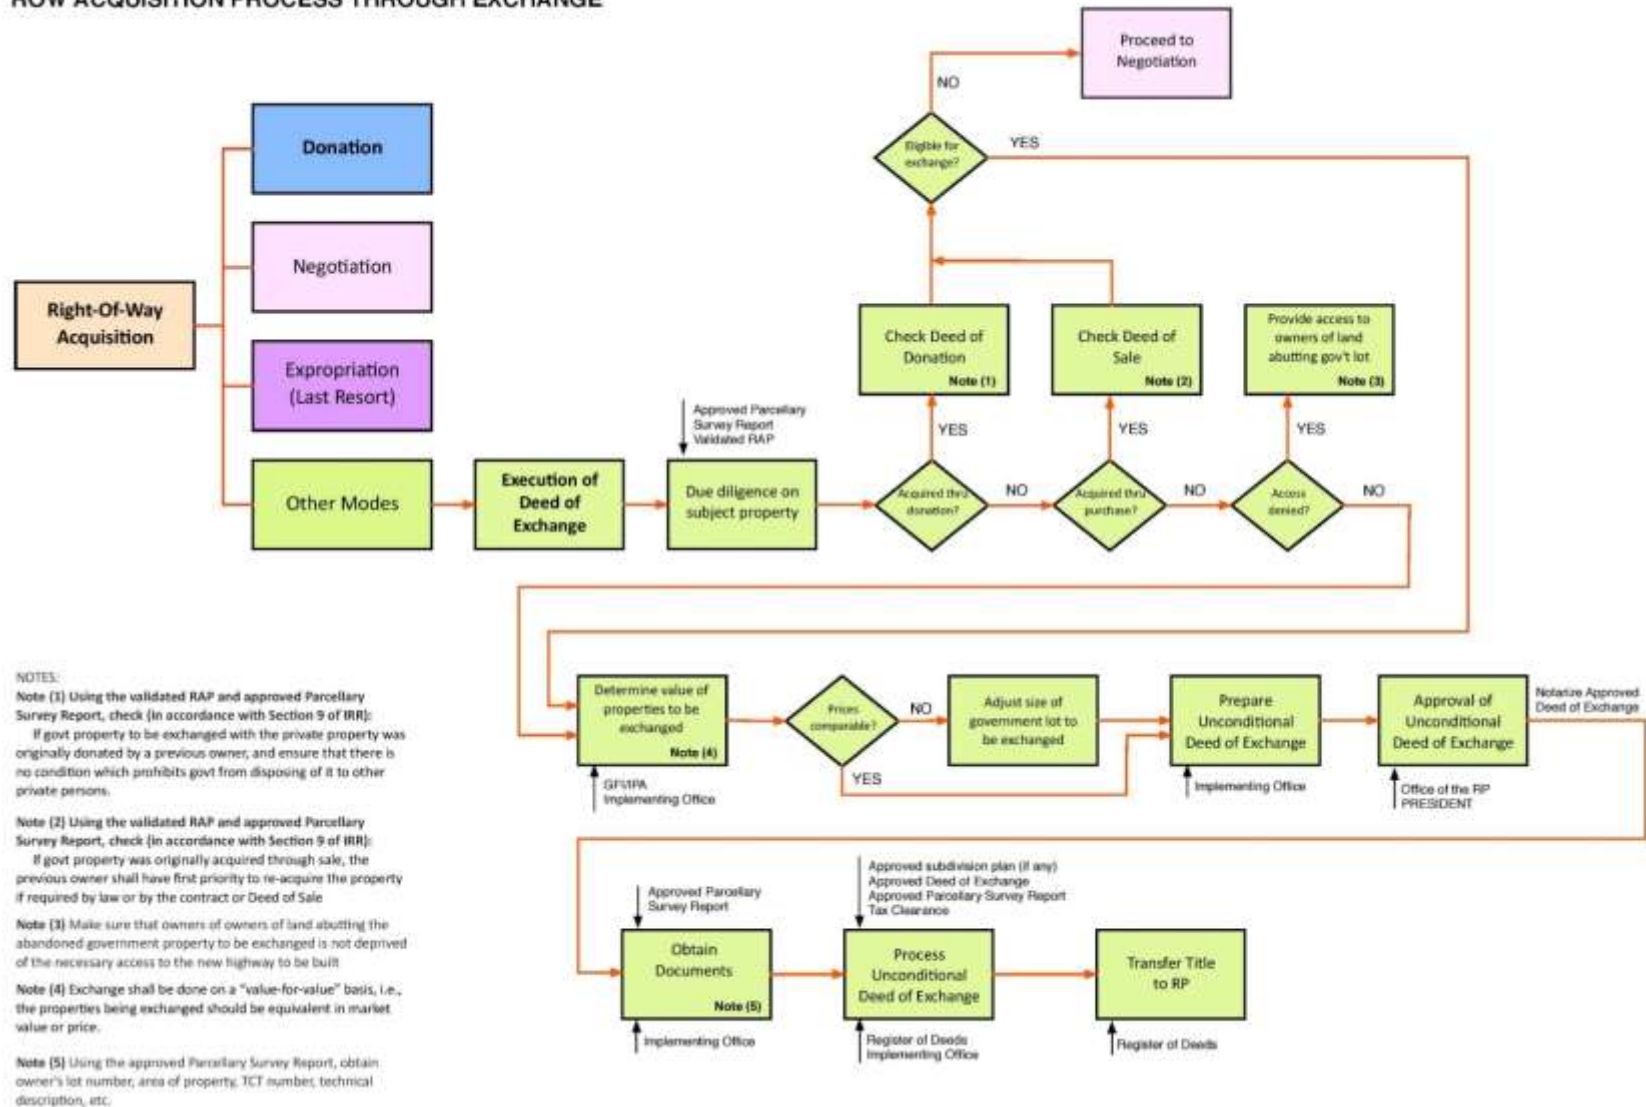 ROW ACQUISITION PROCESS THROUGH EXCHANGE
Proceed to
Negotiation
NO
Eligible for
exchange?
YES
Donation
Negotiation
Right-Of-Way
Acquisition
Expropriation
(Last Resort)
Other Modes
Execution of
Deed of
Exchange
Approved Parcellary
Survey Report
Validated RAP
Due diligence on
subject property
Check Deed of
Donation
Note (1)
Check Deed of
Sale
Note (2)
Provide access to
owners of land
abutting gov't lot
Note (3)
YES
YES
YES
Acquired thru
donation?
NO
Acquired thru
purchase?
NO
Access
denied?
NO
Determine value of
properties to be
exchanged
Note (4)
GFI/IPA
Implementing Office
Prices
comparable?
NO
YES
Adjust size of
government lot to
be exchanged
Prepare
Unconditional
Deed of Exchange
Implementing Office
Approval of
Unconditional
Deed of Exchange
Office of the RP
PRESIDENT
Notarize Approved
Deed of Exchange
Approved Parcellary
Survey Report
Obtain
Documents
Note (5)
Implementing Office
Approved subdivision plan (if any)
Approved Deed of Exchange
Approved Parcellary Survey Report
Tax Clearance
Process
Unconditional
Deed of Exchange
Register of Deeds
Implementing Office
Transfer Title
to RP
Register of Deeds
NOTES:
Note (1) Using the validated RAP and approved Parcellary
Survey Report, check (in accordance with Section 9 of IRR):
If govt property to be exchanged with the private property was
originally donated by a previous owner, and ensure that there is
no condition which prohibits govt from disposing of it to other
private persons.
Note (2) Using the validated RAP and approved Parcellary
Survey Report, check (in accordance with Section 9 of IRR):
If govt property was originally acquired through sale, the
previous owner shall have first priority to re-acquire the property
if required by law or by the contract or Deed of Sale
Note (3) Make sure that owners of owners of land abutting the
abandoned government property to be exchanged is not deprived
of the necessary access to the new highway to be built
Note (4) Exchange shall be done on a "value-for-value" basis, i.e.,
the properties being exchanged should be equivalent in market
value or price.
Note (5) Using the approved Parcellary Survey Report, obtain
owner's lot number, area of property, TCT number, technical
description, etc.